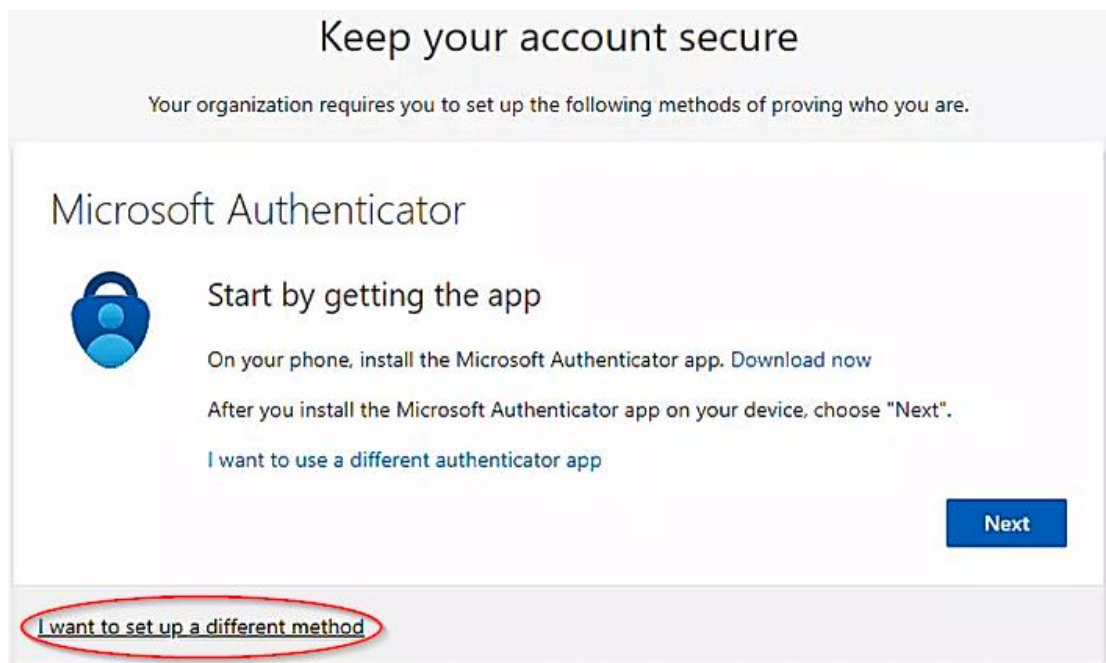 Keep your account secure
Your organization requires you to set up the following methods of proving who you are.
Microsoft Authenticator
Start by getting the app
On your phone, install the Microsoft Authenticator app. Download now
After you install the Microsoft Authenticator app on your device, choose "Next".
I want to use a different authenticator app
Next
I want to set up a different method